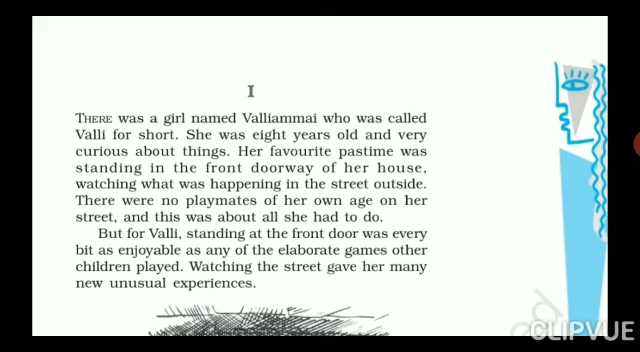 I
THERE was a girl named Valliammai who was called
Valli for short. She was eight years old and very
curious about things. Her favourite pastime was
standing in the front doorway of her house,
watching what was happening in the street outside.
There were no playmates of her own age on her
street, and this was about all she had to do.
But for Valli, standing at the front door was every
bit as enjoyable as any of the elaborate games other
children played. Watching the street gave her many
new unusual experiences.
CLIPVUE